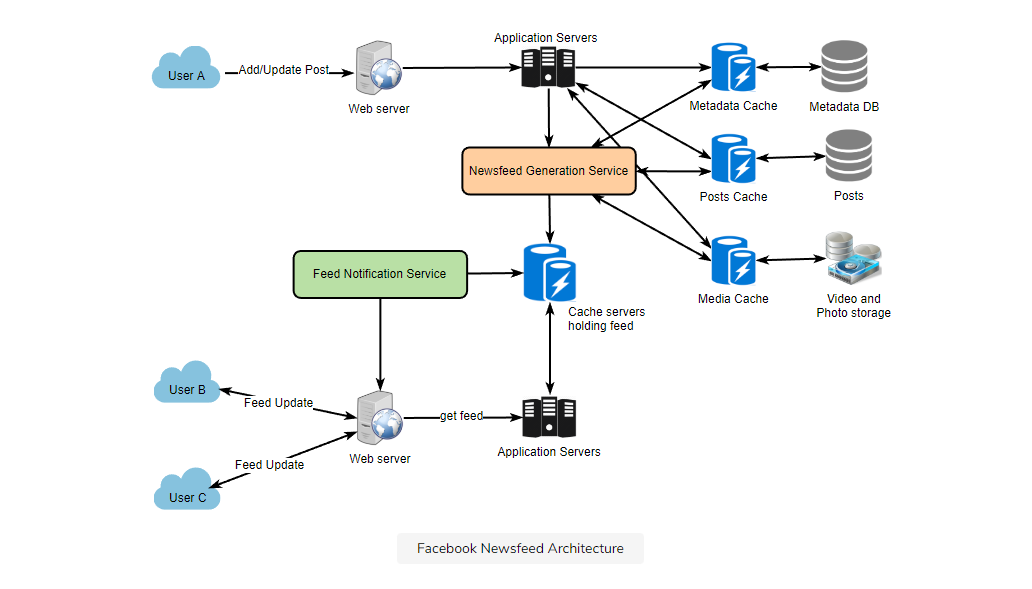 Application Servers
User A
Add/Update Post
Web server
Metadata Cache
Metadata DB
Newsfeed Generation Service
Posts Cache
Posts
Feed Notification Service
Media Cache
Video and
Photo storage
Cache servers
holding feed
User B
Feed Update
get feed
Web server
Application Servers
Feed Update
User C
Facebook Newsfeed Architecture